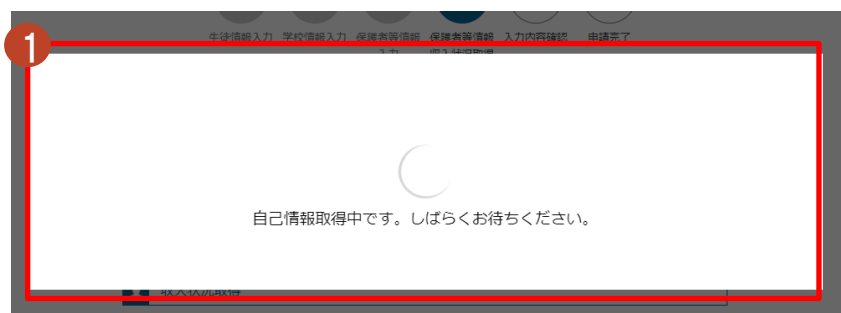 1
生徒情報入力 学校情報入力 保護者等情報 保護者等情報 入力内容確認 申請完了
入力 収入状況取得
自己情報取得中です。しばらくお待ちください。
収入状況取得